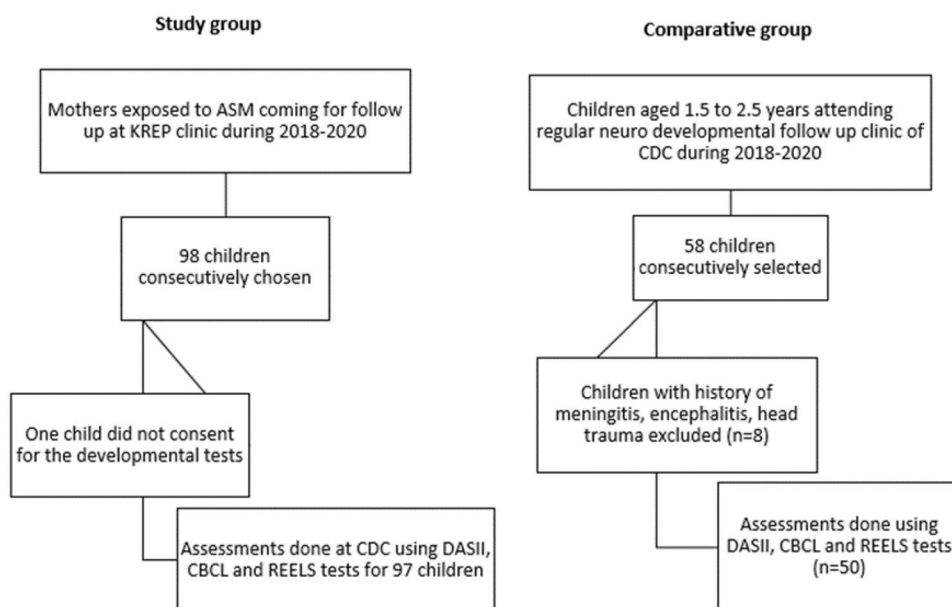 Study group
Mothers exposed to ASM coming for follow
up at KREP clinic during 2018-2020
98 children
consecutively chosen
One child did not consent
for the developmental tests
Assessments done at CDC using DASII,
CBCL and REELS tests for 97 children
Comparative group
Children aged 1.5 to 2.5 years attending
regular neuro developmental follow up clinic of
CDC during 2018-2020
58 children
consecutively selected
Children with history of
meningitis, encephalitis, head
trauma excluded (n=8)
Assessments done using
DASII, CBCL and REELS tests
(n=50)